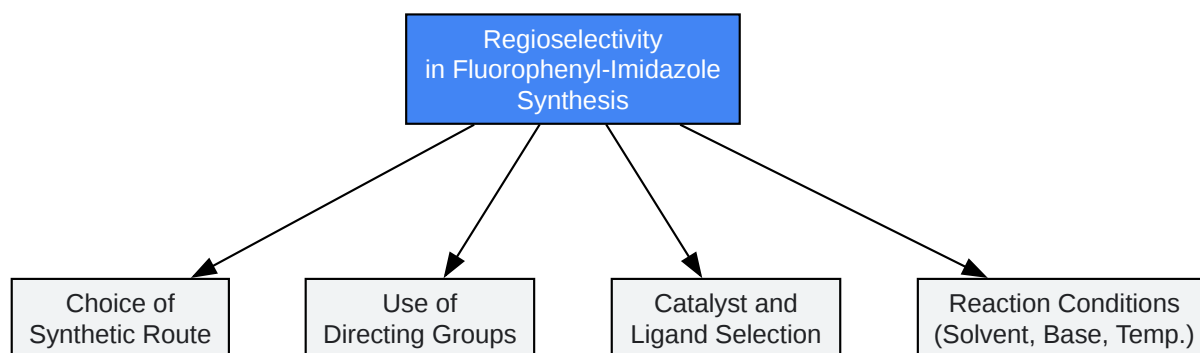 Regioselectivity
in Fluorophenyl-Imidazole
Synthesis
Choice of
Synthetic Route
Use of
Directing Groups
Catalyst and
Ligand Selection
Reaction Conditions
(Solvent, Base, Temp.)